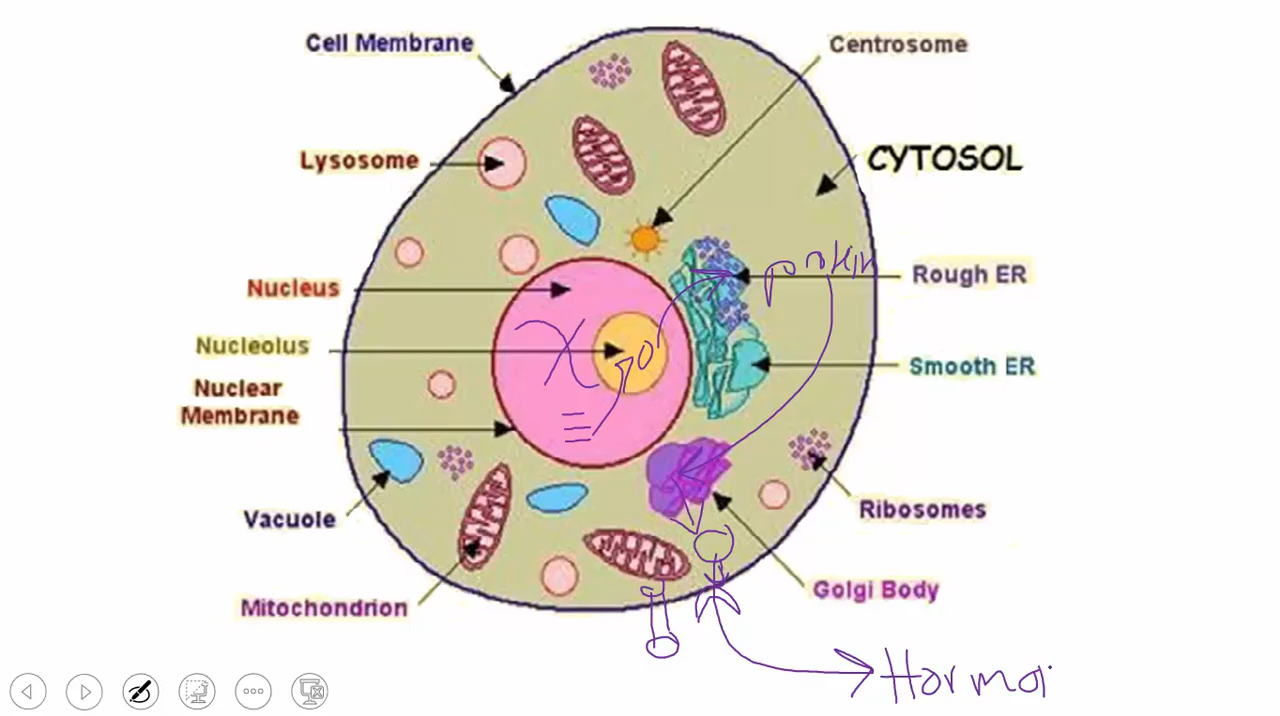 Cell Membrane
Centrosome
Lysosome
CYTOSOL
protein
Rough ER
Nucleus
Nucleolus
Smooth ER
Nuclear
Membrane
Vacuole
Ribosomes
Mitochondrion
Golgi Body
Hormo